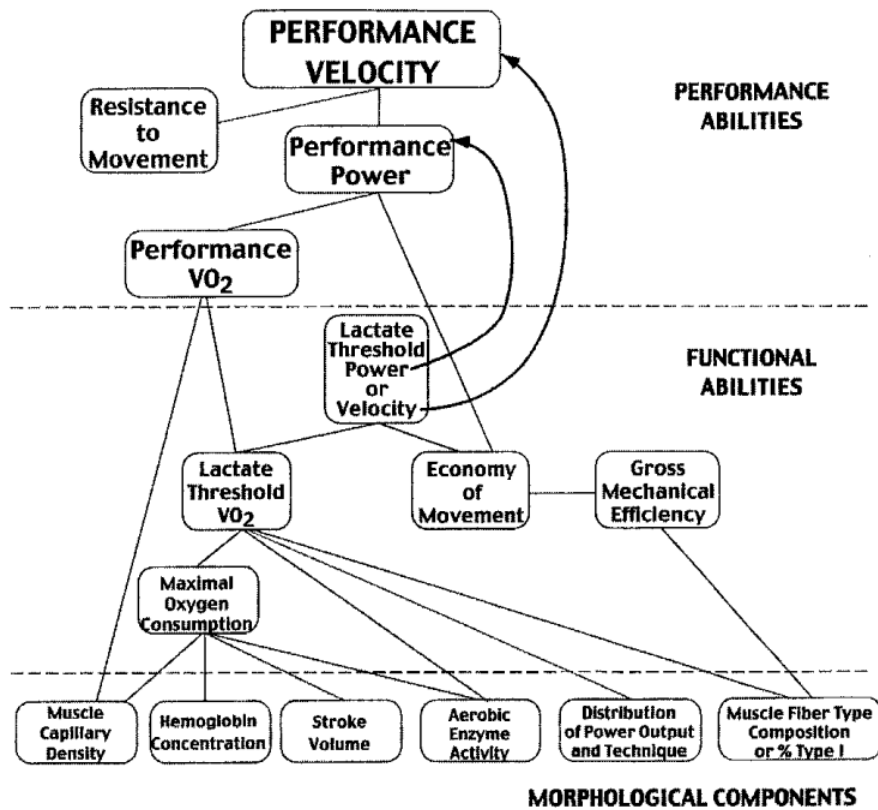 PERFORMANCE
VELOCITY
PERFORMANCE
ABILITIES
Resistance
to
Movement
Performance
Power
Performance
VO₂
Lactate
Threshold
Power
or
Velocity
FUNCTIONAL
ABILITIES
Lactate
Threshold
VO₂
Economy
of
Movement
Gross
Mechanical
Efficiency
Maximal
Oxygen
Consumption
Muscle
Capillary
Density
Hemoglobin
Concentration
Stroke
Volume
Aerobic
Enzyme
Activity
Distribution
of Power Output
and Technique
Muscle Fiber Type
Composition
or % Type I
MORPHOLOGICAL COMPONENTS